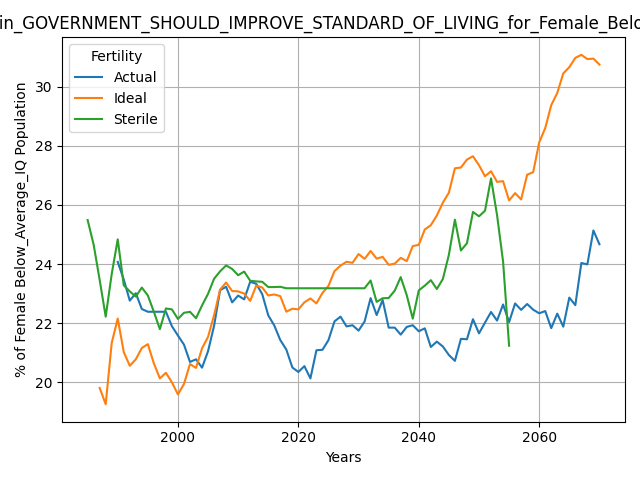 in_GOVERNMENT_SHOULD_IMPROVE_STANDARD_OF_LIVING_for_Female_Belo
Fertility
Actual
Ideal
Sterile
% of Female Below_Average_IQ Population
30
28
26
24
22
20
2000 2020 2040 2060
Years